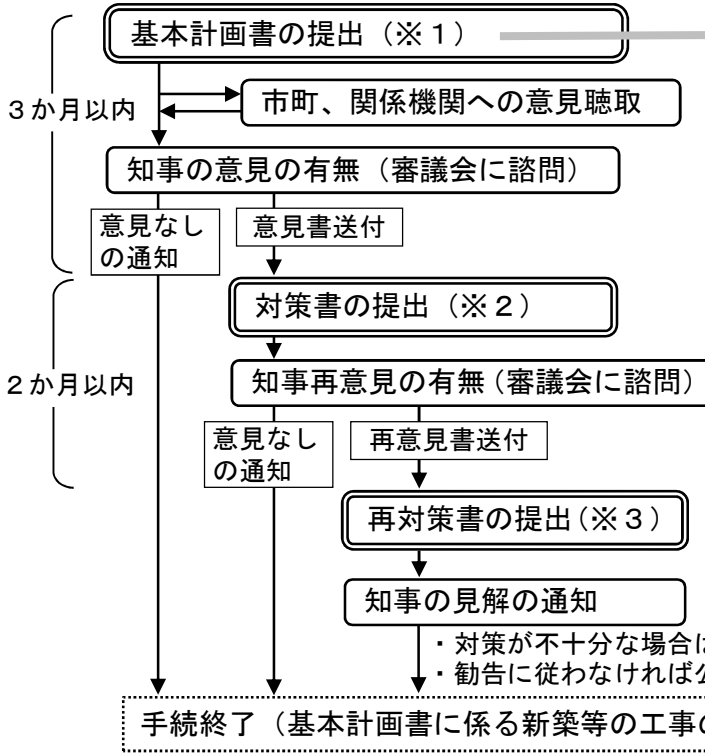 基本計画書の提出（※１）
市町、関係機関への意見聴取
３か月以内
知事の意見の有無（審議会に諮問）
意見なし
の通知
意見書送付
対策書の提出（※２）
２か月以内
知事再意見の有無（審議会に諮問）
意見なし
の通知
再意見書送付
再対策書の提出（※３）
知事の見解の通知
・対策が不十分な場合は
・勧告に従わなければ公
手続終了（基本計画書に係る新築等の工事の